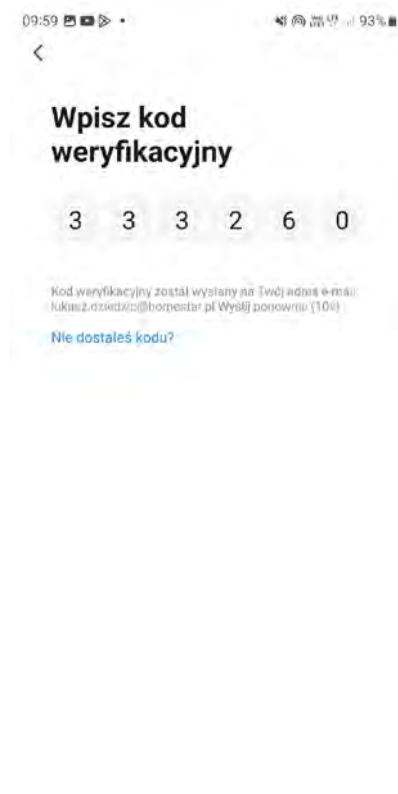 09:59 93%
Wpisz kod
weryfikacyjny
3 3 3 2 6 0
Kod weryfikacyjny został wysłany na Twój adres e-mail
Wyślij ponownie (10s)
Nie dostałeś kodu?